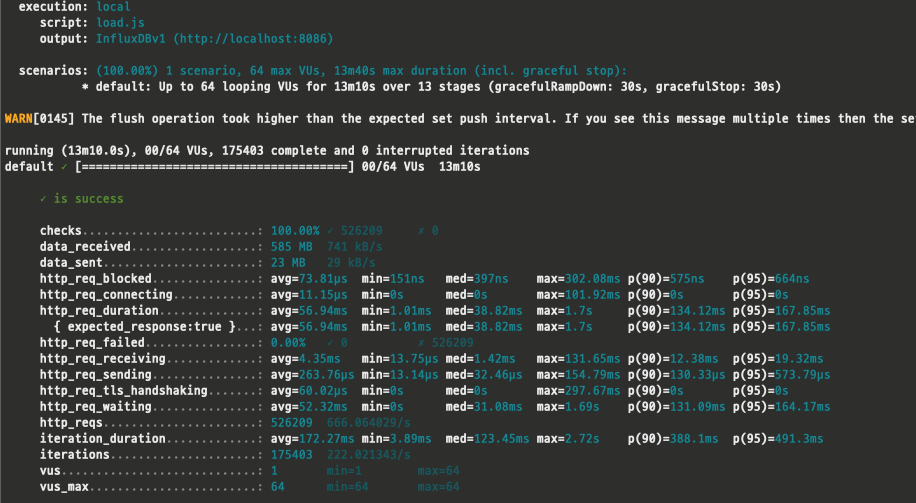 execution: local
script: load.js
output: InfluxDBv1 (http://localhost:8086)
scenarios: (100.00%) 1 scenario, 64 max VUs, 13m40s max duration (incl. graceful stop):
* default: Up to 64 looping VUs for 13m10s over 13 stages (gracefulRampDown: 30s, gracefulStop: 30s)
WARN[0145] The flush operation took higher than the expected set push interval. If you see this message multiple times then the se
running (13m10.0s), 00/64 VUs, 175403 complete and 0 interrupted iterations
default ✓ [======================================] 00/64 VUs  13m10s
✓ is success
checks.........................: 100.00% ✓ 526209     ✗ 0
data_received..................: 585 MB  741 kB/s
data_sent......................: 23 MB   29 kB/s
http_req_blocked...............: avg=73.81µs  min=151ns   med=397ns    max=302.08ms p(90)=575ns    p(95)=664ns
http_req_connecting............: avg=11.15µs  min=0s      med=0s       max=101.92ms p(90)=0s       p(95)=0s
http_req_duration..............: avg=56.94ms  min=1.01ms  med=38.82ms  max=1.7s     p(90)=134.12ms p(95)=167.85ms
{ expected_response:true }...: avg=56.94ms  min=1.01ms  med=38.82ms  max=1.7s     p(90)=134.12ms p(95)=167.85ms
http_req_failed................: 0.00%   ✓ 0          ✗ 526209
http_req_receiving.............: avg=4.35ms   min=13.75µs med=1.42ms   max=131.65ms p(90)=12.38ms  p(95)=19.32ms
http_req_sending...............: avg=263.76µs min=13.14µs med=32.46µs  max=154.79ms p(90)=130.33µs p(95)=573.79µs
http_req_tls_handshaking.......: avg=60.02µs  min=0s      med=0s       max=297.67ms p(90)=0s       p(95)=0s
http_req_waiting...............: avg=52.32ms  min=0s      med=31.08ms  max=1.69s    p(90)=131.09ms p(95)=164.17ms
http_reqs......................: 526209  666.064029/s
iteration_duration.............: avg=172.27ms min=3.89ms  med=123.45ms max=2.72s    p(90)=388.1ms  p(95)=491.3ms
iterations.....................: 175403  222.021343/s
vus............................: 1       min=1        max=64
vus_max........................: 64      min=64       max=64